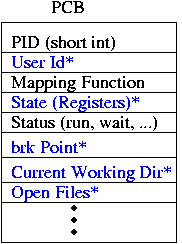 PCB
PID (short int)
User Id*
Mapping Function
State (Registers)*
Status (run, wait, ...)
brk Point*
Current Working Dir*
Open Files*